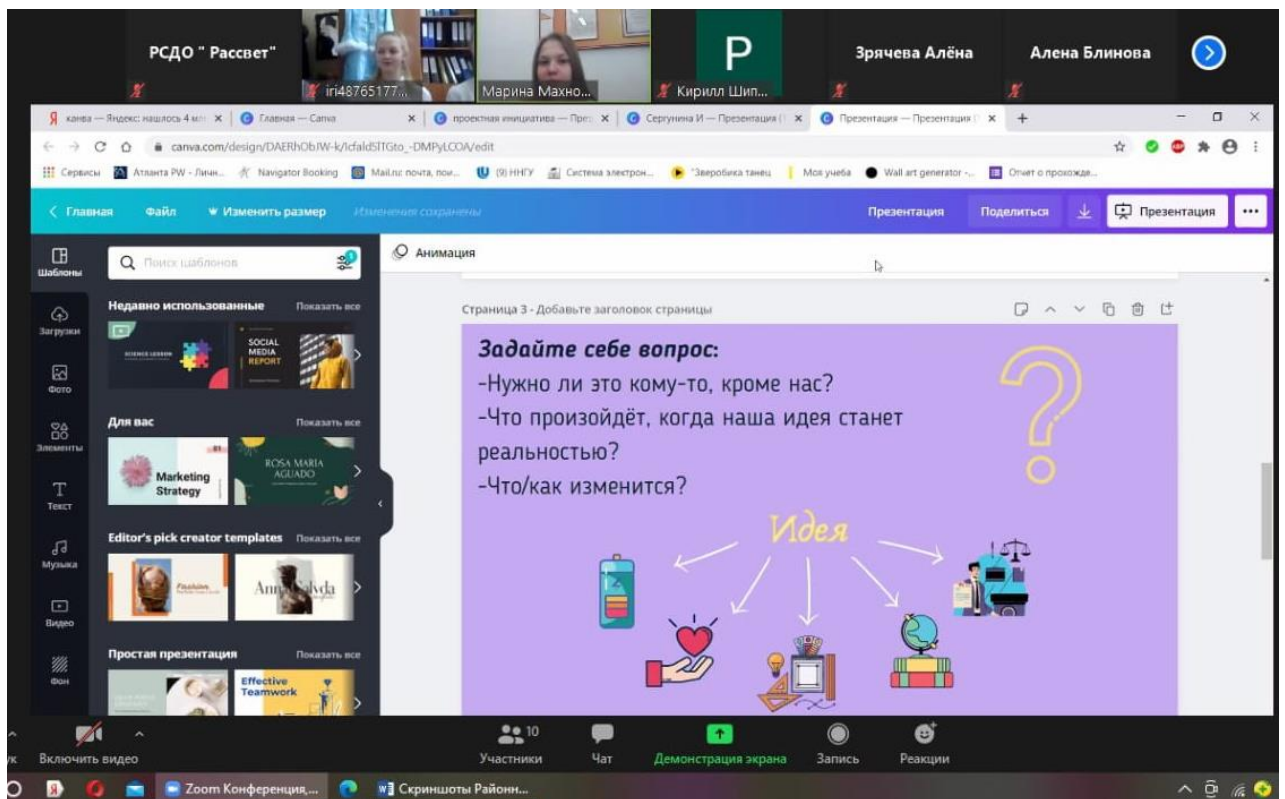 РСДО " Рассвет"
iri48765177...
Марина Махно...
Р
Кирилл Шип...
Зрячева Алёна
Алена Блинова
канва — Яндекс: нашлось 4 мл
Главная — Canva
проектная инициатива — През
Сергунина И — Презентация (1
Презентация — Презентация
canva.com/design/DAERhObJW-k/
/edit
Сервисы
Атланта PW - Личн...
Navigator Booking
Mail.ru: почта, пои...
(9) ННГУ
Система электрон...
"Зверобика танец
Моя учеба
Wall art generator -...
Отчет о прохожде...
Главная
Файл
Изменить размер
Изменения сохранены
Презентация
Поделиться
Презентация
Шаблоны
Поиск шаблонов
1
Анимация
Загрузки
Фото
Элементы
Текст
Музыка
Видео
Фон
Недавно использованные
Показать все
SCIENCE LESSON
SOCIAL
MEDIA
REPORT
Для вас
Показать все
Marketing
Strategy
01
ROSA MARIA
AGUADO
Editor's pick creator templates
Показать все
Fashion
Простая презентация
Показать все
Effective
Teamwork
Страница 3 - Добавьте заголовок страницы
Задайте себе вопрос:
-Нужно ли это кому-то, кроме нас?
-Что произойдёт, когда наша идея станет
реальностью?
-Что/как изменится?
?
Идея
Включить видео
10
Участники
Чат
Демонстрация экрана
Запись
Реакции
Zoom Конференция,...
Скриншоты Районн...